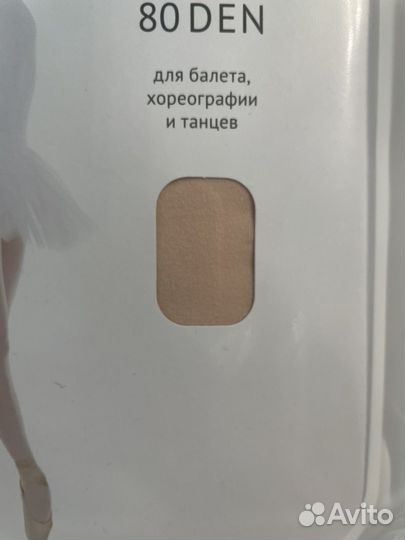 80 DEN
для балета,
хореографии
и танцев
Avito